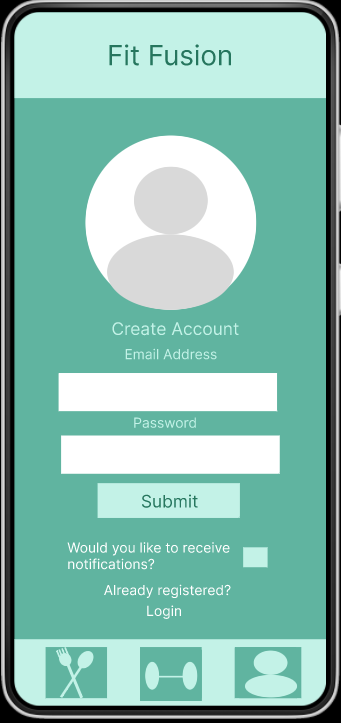 Fit Fusion
Create Account
Email Address
Password
Submit
Would you like to receive
notifications?
Already registered?
Login